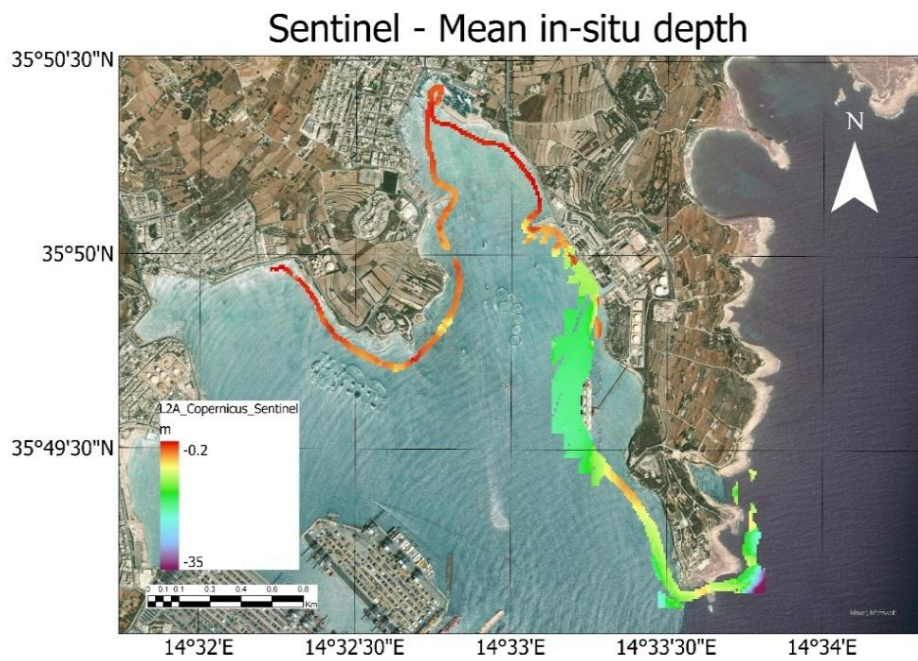 Sentinel - Mean in-situ depth
35°50'30"N
N
35°50'N
L2A_Copernicus_Sentinel
m
-0.2
35°49'30"N
-35
0 0.1 0.1 0.2 0.4 0.6 0.8
Km
14°32'E 14°32'30"E 14°33'E 14°33'30"E 14°34'E